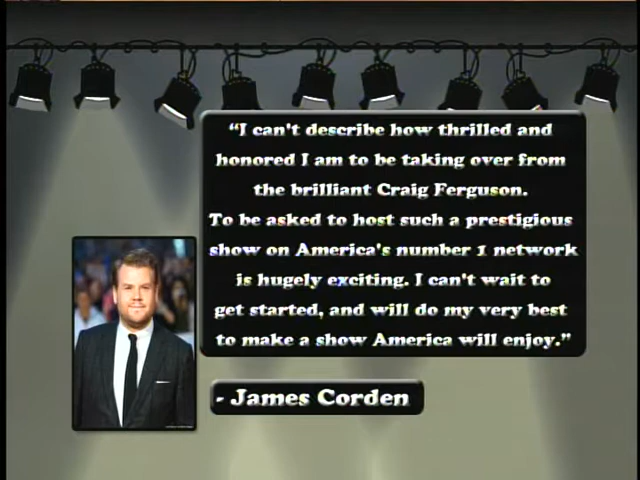 “I can't describe how thrilled and
honored I am to be taking over from
the brilliant Craig Ferguson.
To be asked to host such a prestigious
show on America's number 1 network
is hugely exciting. I can't wait to
get started, and will do my very best
to make a show America will enjoy.”
- James Corden